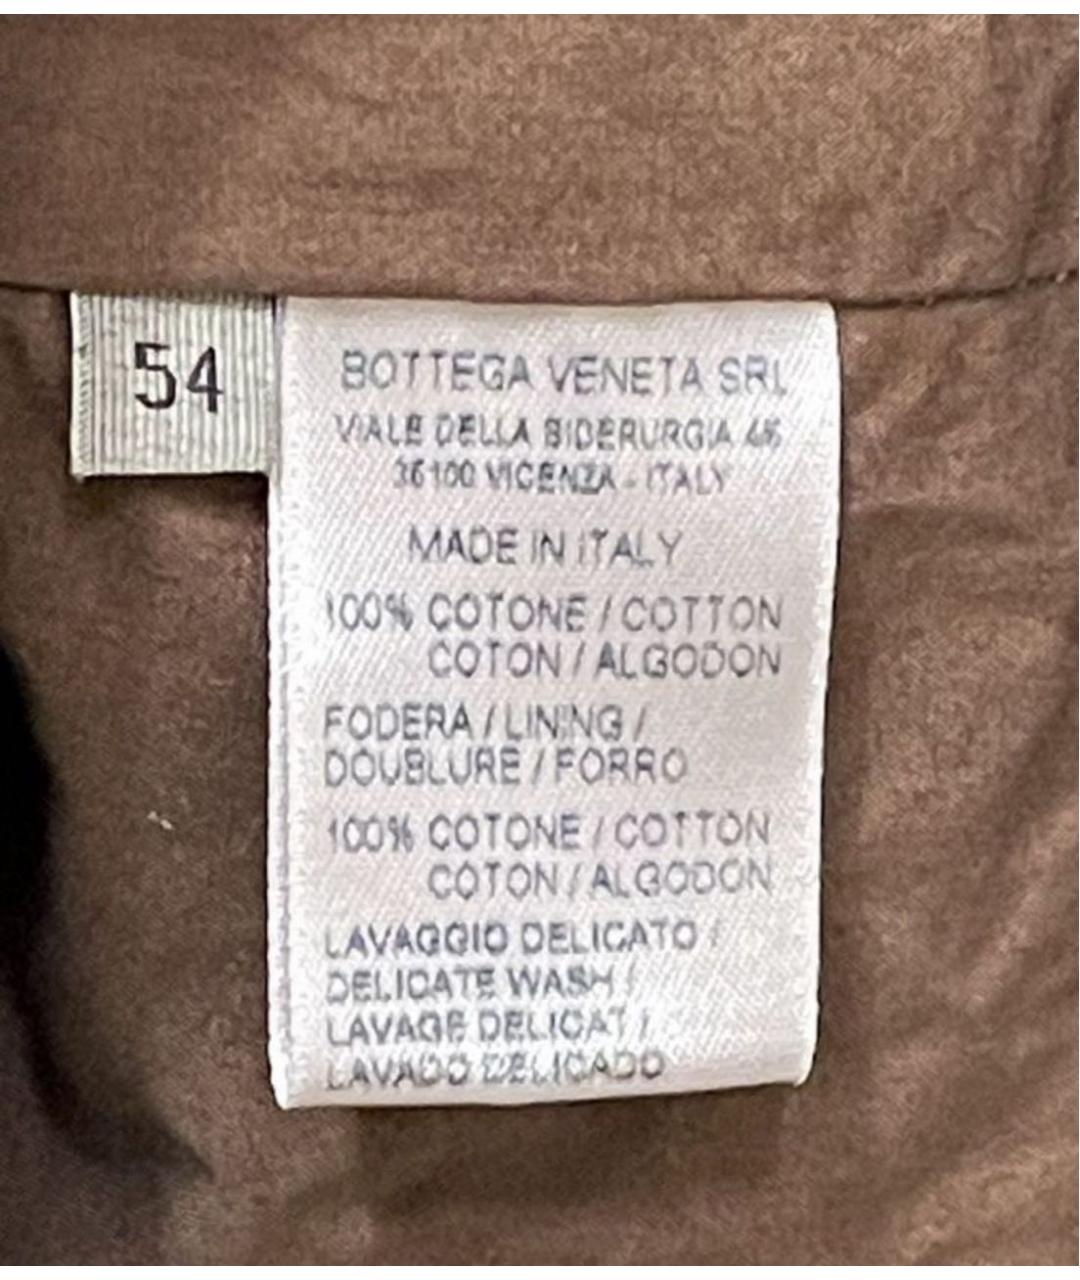 54
BOTTEGA VENETA SRL
VIALE DELLA SIDERURGIA
36100 VICENZA - ITALY
MADE IN ITALY
100% COTONE / COTTON
COTON / ALGODON
FODERA / LINING /
DOUBLURE / FORRO
100% COTONE / COTTON
COTON / ALGODON
LAVAGGIO DELICATO /
DELICATE WASH /
LAVAGE DELICAT /
LAVADO DELICADO